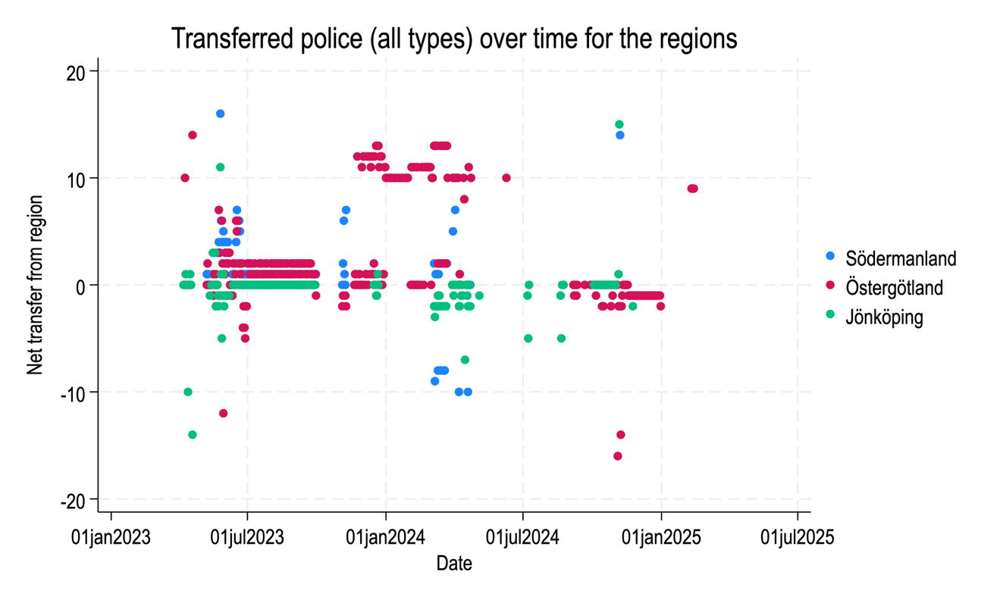 Transferred police (all types) over time for the regions
Net transfer from region
20
10
0
-10
-20
01jan2023
01jul2023
01jan2024
01jul2024
01jan2025
01jul2025
Date
Södermanland
Östergötland
Jönköping